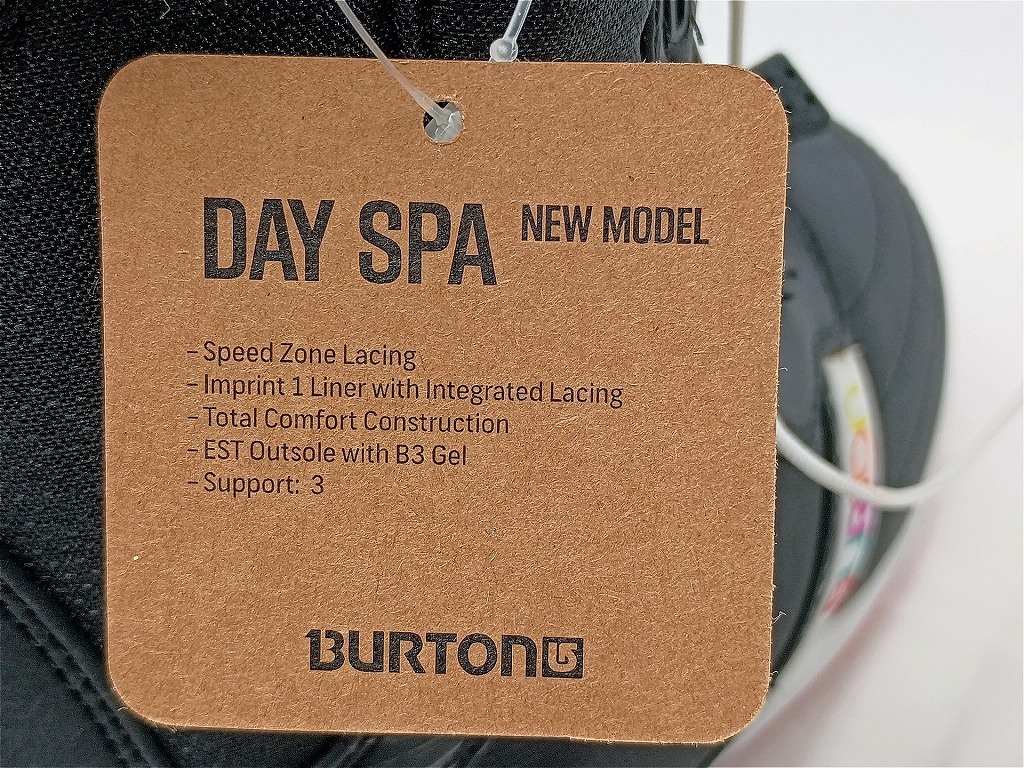 DAY SPA NEW MODEL
– Speed Zone Lacing
– Imprint 1 Liner with Integrated Lacing
– Total Comfort Construction
– EST Outsole with B3 Gel
– Support: 3
BURTON